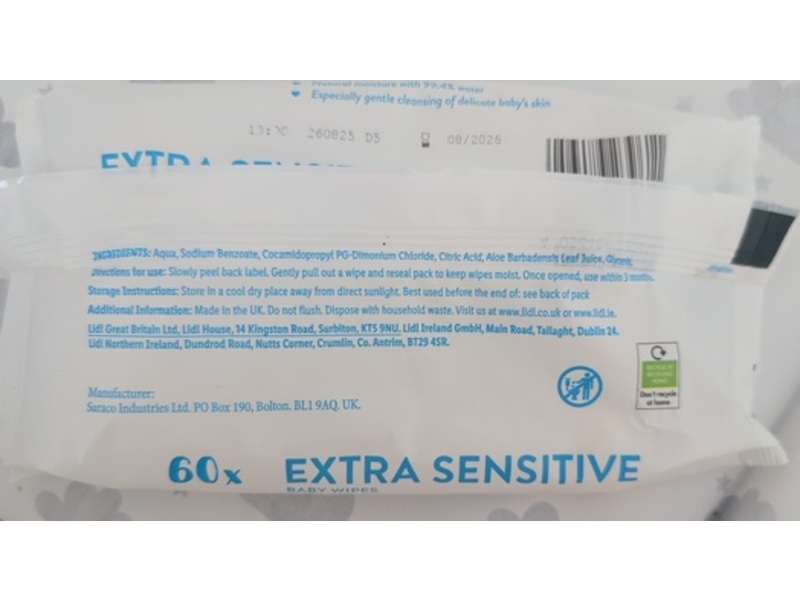 Natural moisture with 99.4% water
Especially gentle cleansing of delicate baby's skin
260825 D5
08/2026
EXTRA SENSITI
INGREDIENTS: Aqua, Sodium Benzoate, Cocamidopropyl PG-Dimonium Chloride, Citric Acid, Aloe Barbadensis Leaf Juice,
Directions for use: Slowly peel back label. Gently pull out a wipe and reseal pack to keep wipes moist. Once opened, use within 3 months.
Storage Instructions: Store in a cool dry place away from direct sunlight. Best used before the end of: see back of pack
Additional Information: Made in the UK. Do not flush. Dispose with household waste. Visit us at www.lidl.co.uk or www.lidl.ie.
Lidl Great Britain Ltd, Lidl House, 14 Kingston Road, Surbiton, KT5 9NU. Lidl Ireland GmbH, Main Road, Tallaght, Dublin 24.
Lidl Northern Ireland, Dundrod Road, Nutts Corner, Crumlin, Co. Antrim, BT29 4SR.
Don't recycle
at home
Manufacturer:
Saraco Industries Ltd. PO Box 190, Bolton. BL1 9AQ. UK.
60x EXTRA SENSITIVE
BABY WIPES